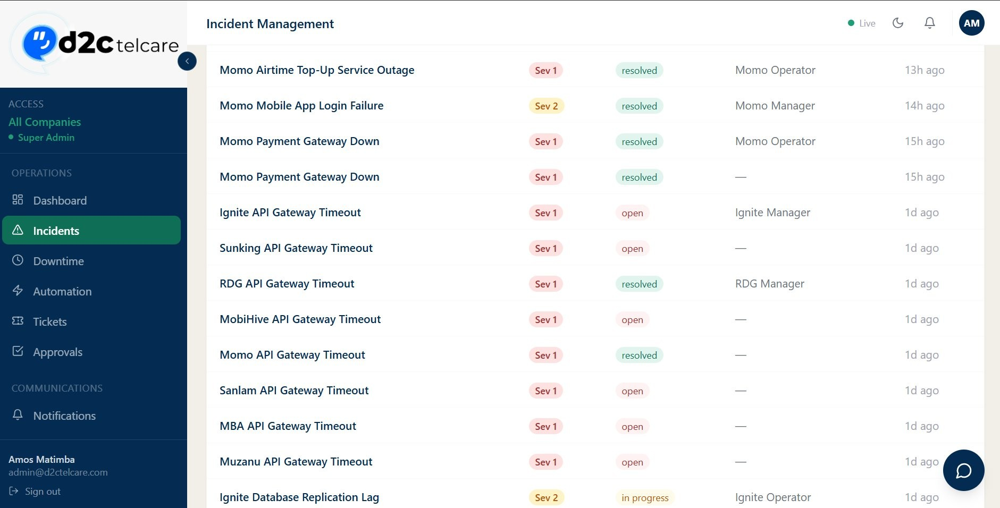 d2c telcare
ACCESS
All Companies
Super Admin
OPERATIONS
Dashboard
Incidents
Downtime
Automation
Tickets
Approvals
COMMUNICATIONS
Notifications
Amos Matimba
admin@d2ctelcare.com
Sign out
Incident Management
Live
AM
Momo Airtime Top-Up Service Outage Sev 1 resolved Momo Operator 13h ago
Momo Mobile App Login Failure Sev 2 resolved Momo Manager 14h ago
Momo Payment Gateway Down Sev 1 resolved Momo Operator 15h ago
Momo Payment Gateway Down Sev 1 resolved — 15h ago
Ignite API Gateway Timeout Sev 1 open Ignite Manager 1d ago
Sunking API Gateway Timeout Sev 1 open — 1d ago
RDG API Gateway Timeout Sev 1 resolved RDG Manager 1d ago
MobiHive API Gateway Timeout Sev 1 open — 1d ago
Momo API Gateway Timeout Sev 1 resolved — 1d ago
Sanlam API Gateway Timeout Sev 1 open — 1d ago
MBA API Gateway Timeout Sev 1 open — 1d ago
Muzanu API Gateway Timeout Sev 1 open — 1d ago
Ignite Database Replication Lag Sev 2 in progress Ignite Operator 1d ago